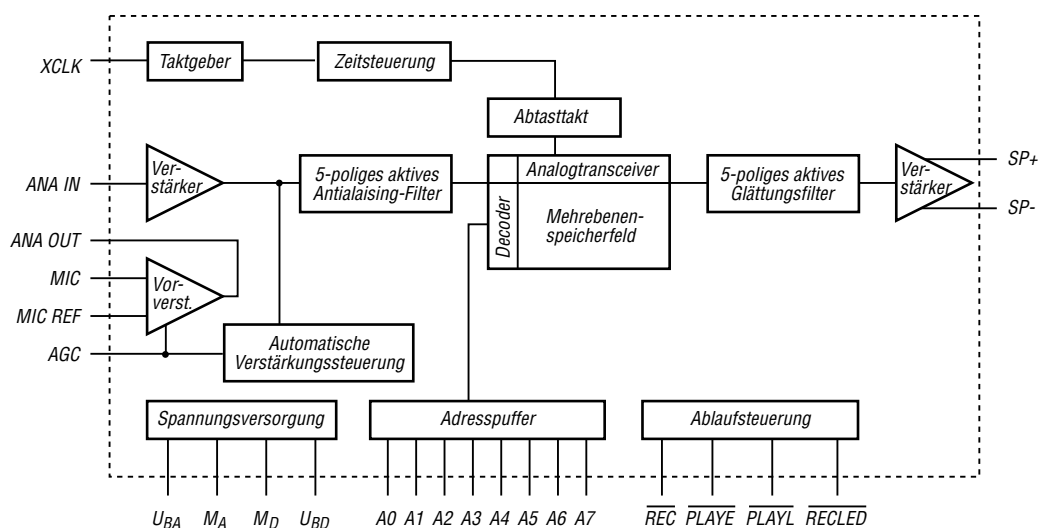 XCLK
Taktgeber
Zeitsteuerung
Abtasttakt
ANA IN
Ver-
stärker
5-poliges aktives
Antialaising-Filter
Decoder
Analogtransceiver
Mehrebenen-
speicherfeld
5-poliges aktives
Glättungsfilter
Ver-
stärker
SP+
SP-
ANA OUT
MIC
MIC REF
Vor-
verst.
AGC
Automatische
Verstärkungssteuerung
Spannungsversorgung
Adresspuffer
Ablaufsteuerung
UBA MA MD UBD
A0 A1 A2 A3 A4 A5 A6 A7
REC PLAYE PLAYL RECLED